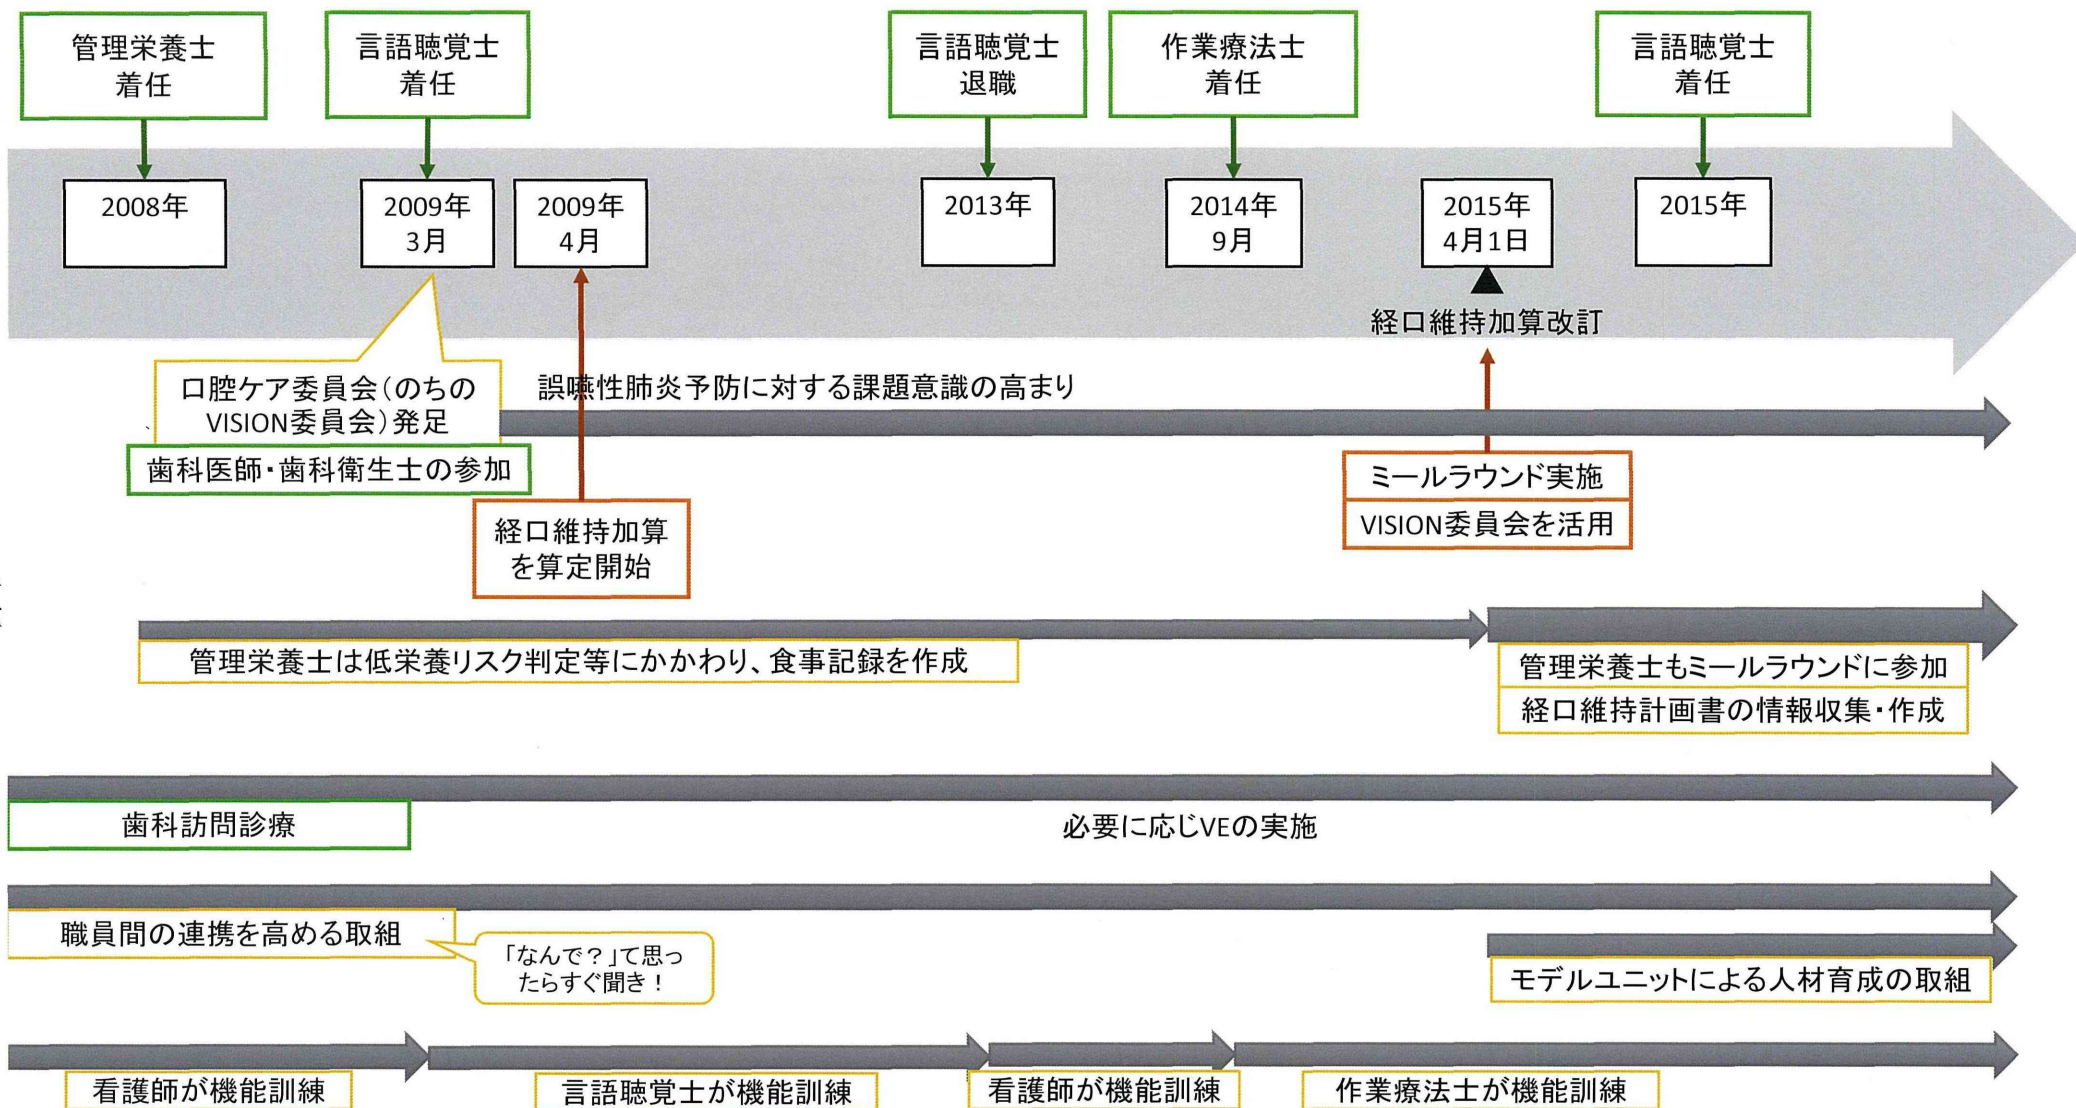 管理栄養士
着任
言語聴覚士
着任
言語聴覚士
退職
作業療法士
着任
言語聴覚士
着任
2008年
2009年
3月
2009年
4月
2013年
2014年
9月
2015年
4月1日
2015年
経口維持加算改訂
口腔ケア委員会(のちの
VISION委員会)発足
歯科医師・歯科衛生士の参加
誤嚥性肺炎予防に対する課題意識の高まり
経口維持加算
を算定開始
ミールラウンド実施
VISION委員会を活用
管理栄養士は低栄養リスク判定等にかかわり、食事記録を作成
管理栄養士もミールラウンドに参加
経口維持計画書の情報収集・作成
歯科訪問診療
必要に応じVEの実施
職員間の連携を高める取組
「なんで?」て思っ
たらすぐ聞き!
モデルユニットによる人材育成の取組
看護師が機能訓練
言語聴覚士が機能訓練
看護師が機能訓練
作業療法士が機能訓練